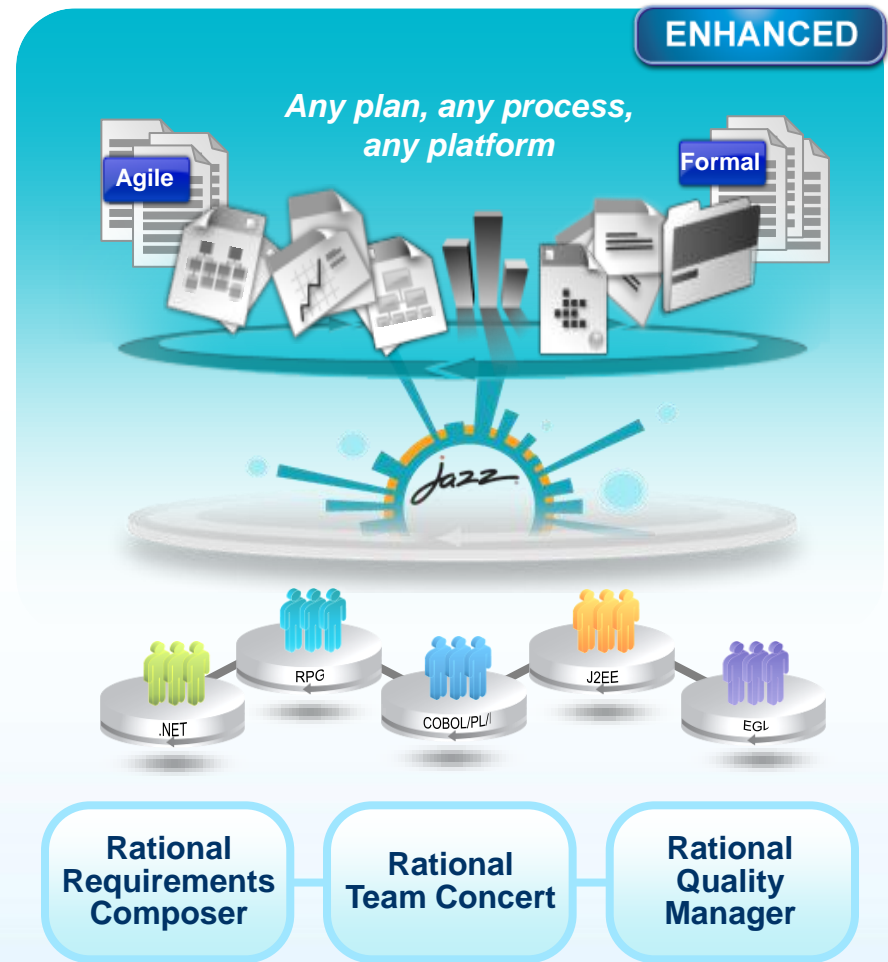 ENHANCED
Any plan, any process,
any platform
Agile
Formal
jazz
RPG
J2EE
.NET
COBOL/PL/I
EGL
Rational
Requirements
Composer
Rational
Team Concert
Rational
Quality
Manager